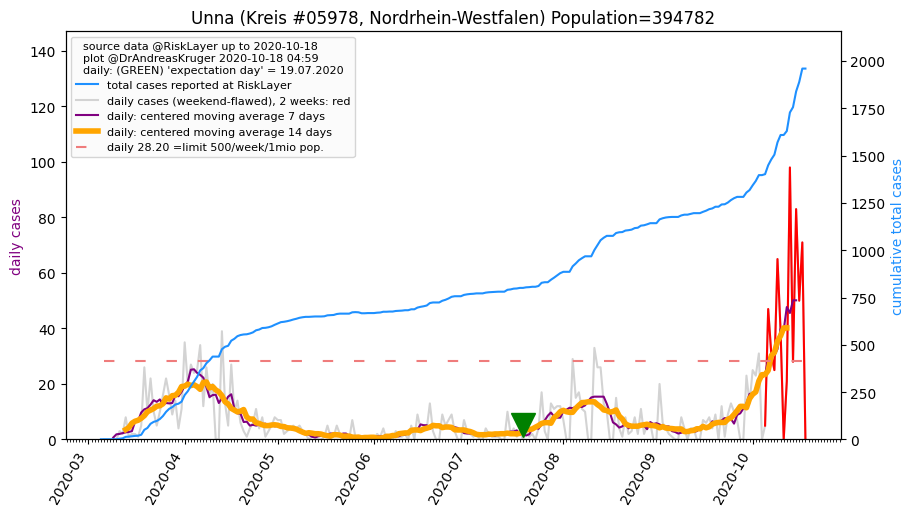 Unna (Kreis #05978, Nordrhein-Westfalen) Population=394782
source data @RiskLayer up to 2020-10-18
plot @DrAndreasKruger 2020-10-18 04:59
daily: (GREEN) 'expectation day' = 19.07.2020
total cases reported at RiskLayer
daily cases (weekend-flawed), 2 weeks: red
daily: centered moving average 7 days
daily: centered moving average 14 days
daily 28.20 =limit 500/week/1mio pop.
daily cases
140
120
100
80
60
40
20
0
cumulative total cases
2000
1750
1500
1250
1000
750
500
250
0
2020-03
2020-04
2020-05
2020-06
2020-07
2020-08
2020-09
2020-10